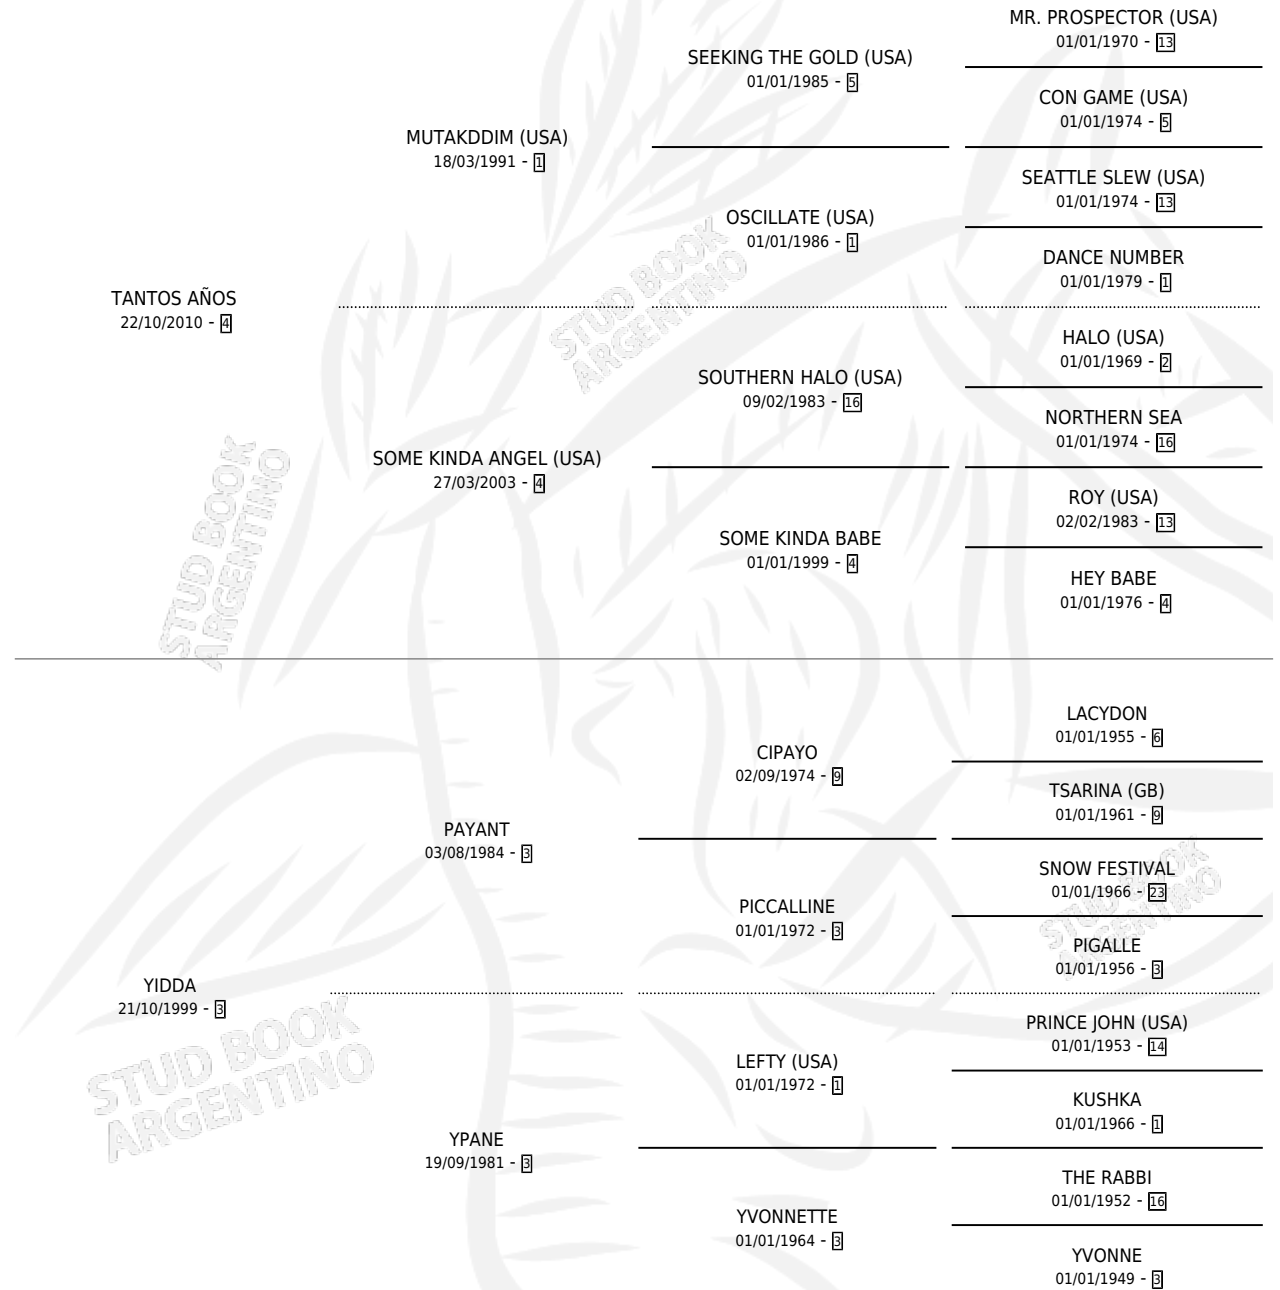 MR. PROSPECTOR (USA)
01/01/1970 - 13
SEEKING THE GOLD (USA)
01/01/1985 - 5
CON GAME (USA)
01/01/1974 - 5
MUTAKDDIM (USA)
18/03/1991 - 1
SEATTLE SLEW (USA)
01/01/1974 - 13
OSCILLATE (USA)
01/01/1986 - 1
DANCE NUMBER
01/01/1979 - 1
TANTOS AÑOS
22/10/2010 - 4
HALO (USA)
01/01/1969 - 2
SOUTHERN HALO (USA)
09/02/1983 - 16
NORTHERN SEA
01/01/1974 - 16
SOME KINDA ANGEL (USA)
27/03/2003 - 4
ROY (USA)
02/02/1983 - 13
SOME KINDA BABE
01/01/1999 - 4
HEY BABE
01/01/1976 - 4
LACYDON
01/01/1955 - 6
CIPAYO
02/09/1974 - 9
TSARINA (GB)
01/01/1961 - 9
PAYANT
03/08/1984 - 3
SNOW FESTIVAL
01/01/1966 - 23
PICCALLINE
01/01/1972 - 3
PIGALLE
01/01/1956 - 3
YIDDA
21/10/1999 - 3
PRINCE JOHN (USA)
01/01/1953 - 14
LEFTY (USA)
01/01/1972 - 1
KUSHKA
01/01/1966 - 1
YPANE
19/09/1981 - 3
THE RABBI
01/01/1952 - 16
YVONNETTE
01/01/1964 - 3
YVONNE
01/01/1949 - 3
STUD BOOK
ARGENTINO
STUD BOOK
ARGENTINO
STUD BOOK
ARGENTINO
STUD BOOK
ARGENTINO